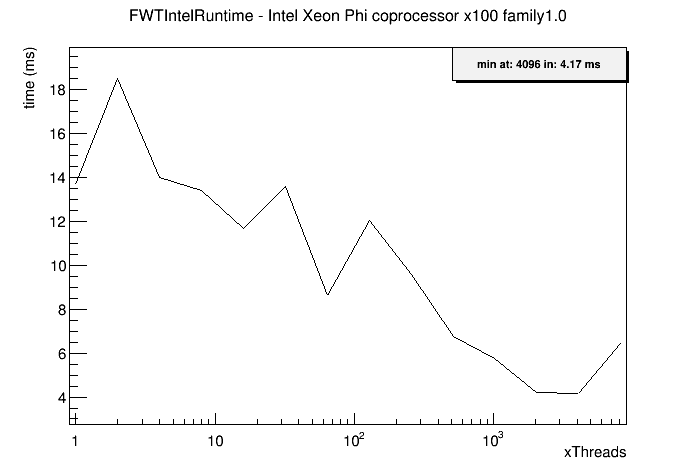 FWTIntelRuntime - Intel Xeon Phi coprocessor x100 family1.0
min at: 4096 in: 4.17 ms
time (ms)
18
16
14
12
10
8
6
4
1 10 10² 10³
xThreads